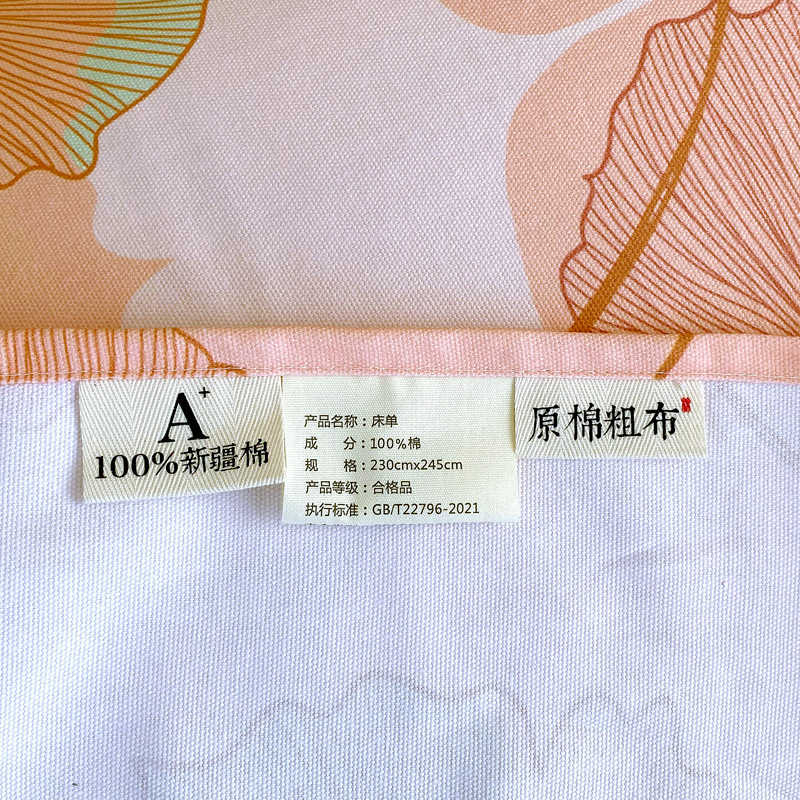 A+
100%新疆棉
产品名称：床单
成　　分：100%棉
规　　格：230cmx245cm
产品等级：合格品
执行标准：GB/T22796-2021
原棉粗布